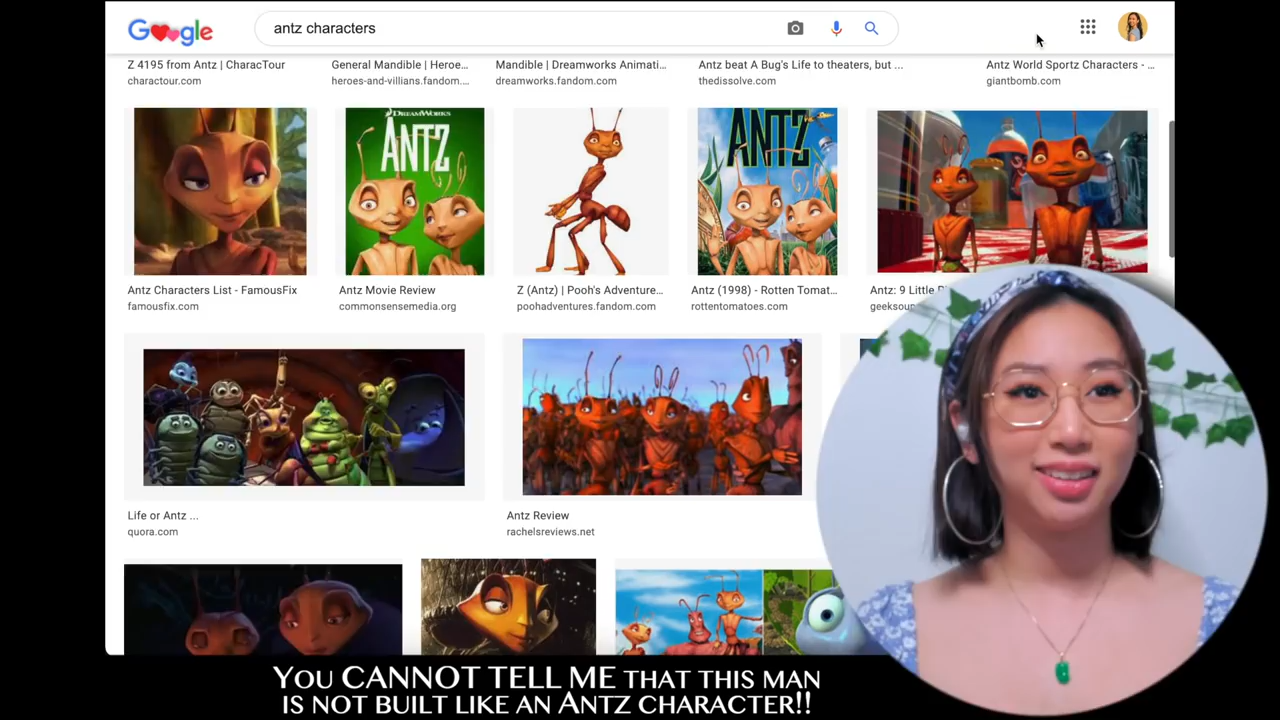 Google
antz characters
Z 4195 from Antz | CharacTour
charactour.com
General Mandible | Heroe...
heroes-and-villians.fandom....
Mandible | Dreamworks Animati...
dreamworks.fandom.com
Antz beat A Bug's Life to theaters, but ...
thedissolve.com
Antz World Sportz Characters - ...
giantbomb.com
DREAMWORKS
ANTZ
ANTZ
Antz Characters List - FamousFix
famousfix.com
Antz Movie Review
commonsensemedia.org
Z (Antz) | Pooh's Adventure...
poohadventures.fandom.com
Antz (1998) - Rotten Tomat...
rottentomatoes.com
Antz: 9 Little
Life or Antz ...
quora.com
Antz Review
rachelsreviews.net
YOU CANNOT TELL ME THAT THIS MAN
IS NOT BUILT LIKE AN ANTZ CHARACTER!!